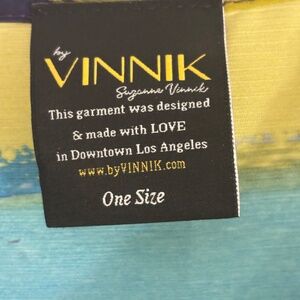 by
VINNIK
Suzanne Vinnik
This garment was designed
& made with LOVE
in Downtown Los Angeles
www.byVINNIK.com
One Size